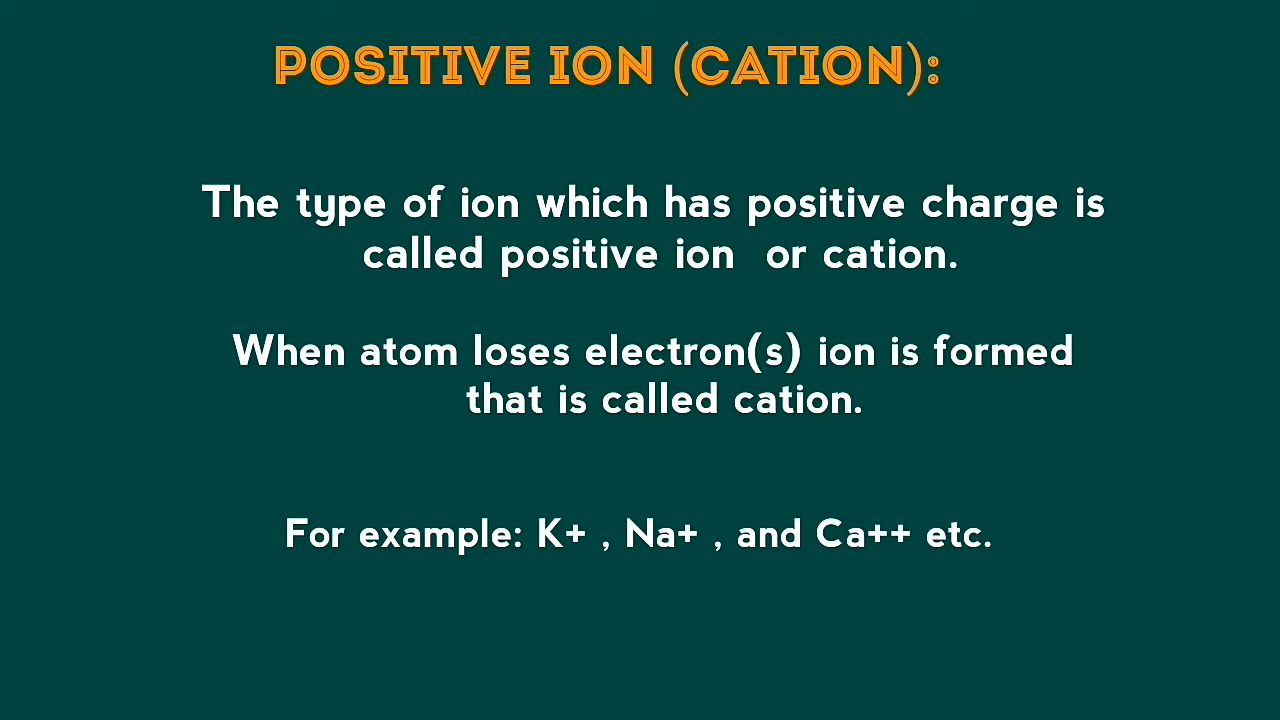 POSITIVE ION (CATION):
The type of ion which has positive charge is
called positive ion or cation.
When atom loses electron(s) ion is formed
that is called cation.
For example: K+ , Na+ , and Ca++ etc.